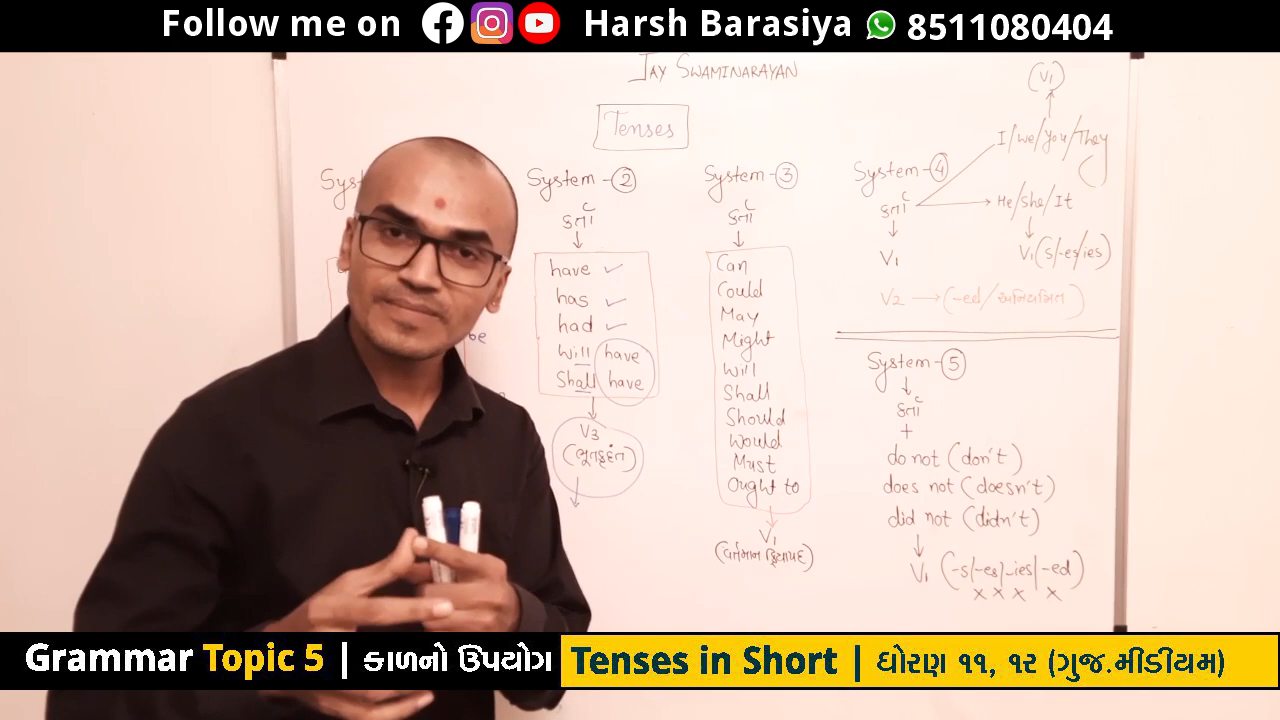 Follow me on Harsh Barasiya 8511080404
JAY SWAMINARAYAN
Tenses
Syst
be
System - 2
કર્તા
have ✓
has ✓
had ✓
will have
Shall have
V3
(ભૂતકૃદંત)
System - 3
કર્તા
Can
Could
May
Might
Will
Shall
Should
Would
Must
Ought to
V1
(વર્તમાન ક્રિયાપદ)
System - 4
કર્તા
V1
V2 → (-ed/અનિયમિત)
(V1)
I/We/You/They
He/She/It
V1 (s/-es/ies)
System - 5
કર્તા
+
do not (don't)
does not (doesn't)
did not (didn't)
V1 (-s/-es/-ies/-ed)
x x x x
Grammar Topic 5 | કાળનો ઉપયોગ Tenses in Short | ધોરણ ૧૧, ૧૨ (ગુજ.મીડીયમ)